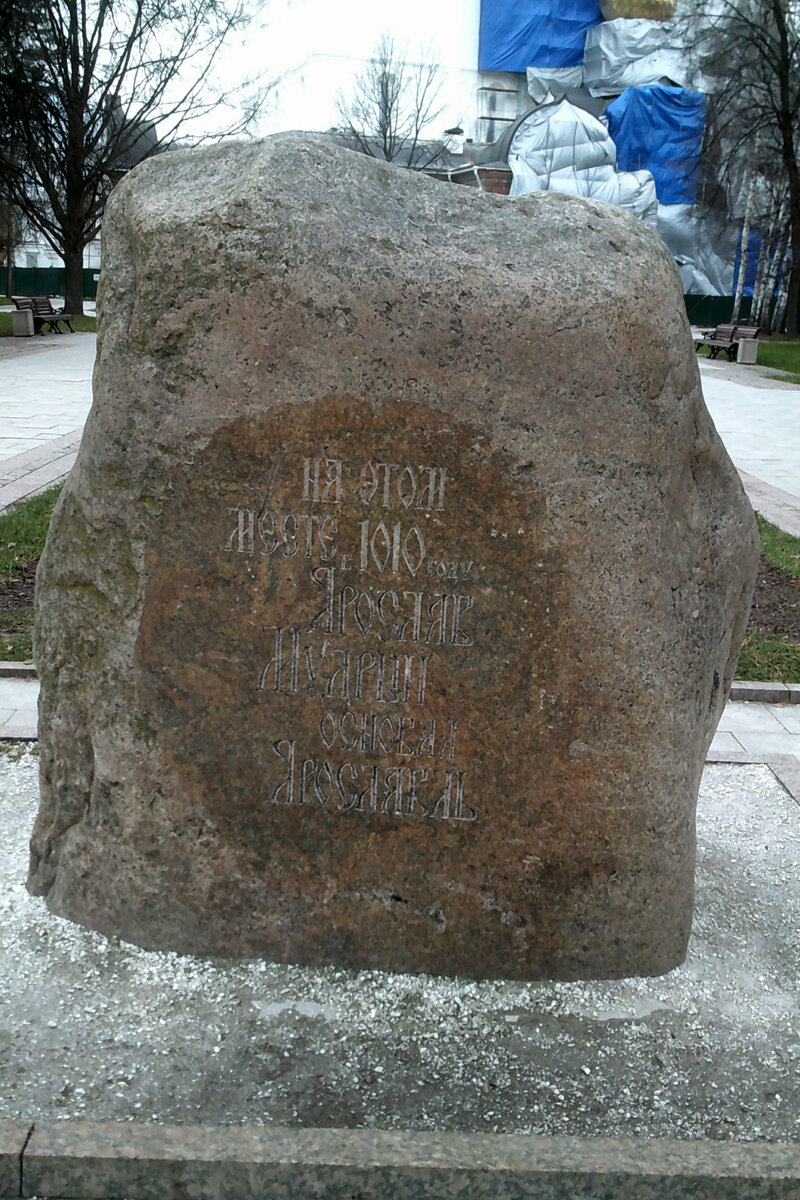 НА ЭТОМ
МЕСТЕ В 1010 ГОДУ
ЯРОСЛАВ
МУДРЫЙ
ОСНОВАЛ
ЯРОСЛАВЛЬ